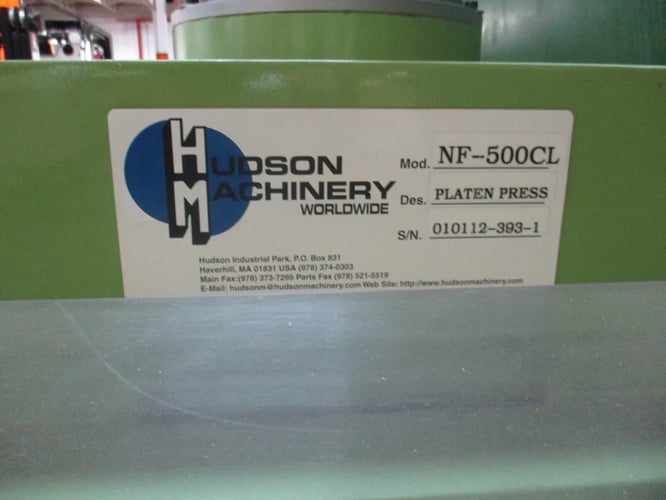 HUDSON
MACHINERY
WORLDWIDE
Mod. NF-500CL
Des. PLATEN PRESS
S/N. 010112-393-1
Hudson Industrial Park, P.O. Box 831
Haverhill, MA 01831 USA (978) 374-0303
Main Fax:(978) 373-7295 Parts Fax (978) 521-5519
E-Mail: hudsonm@hudsonmachinery.com Web Site: http://www.hudsonmachinery.com